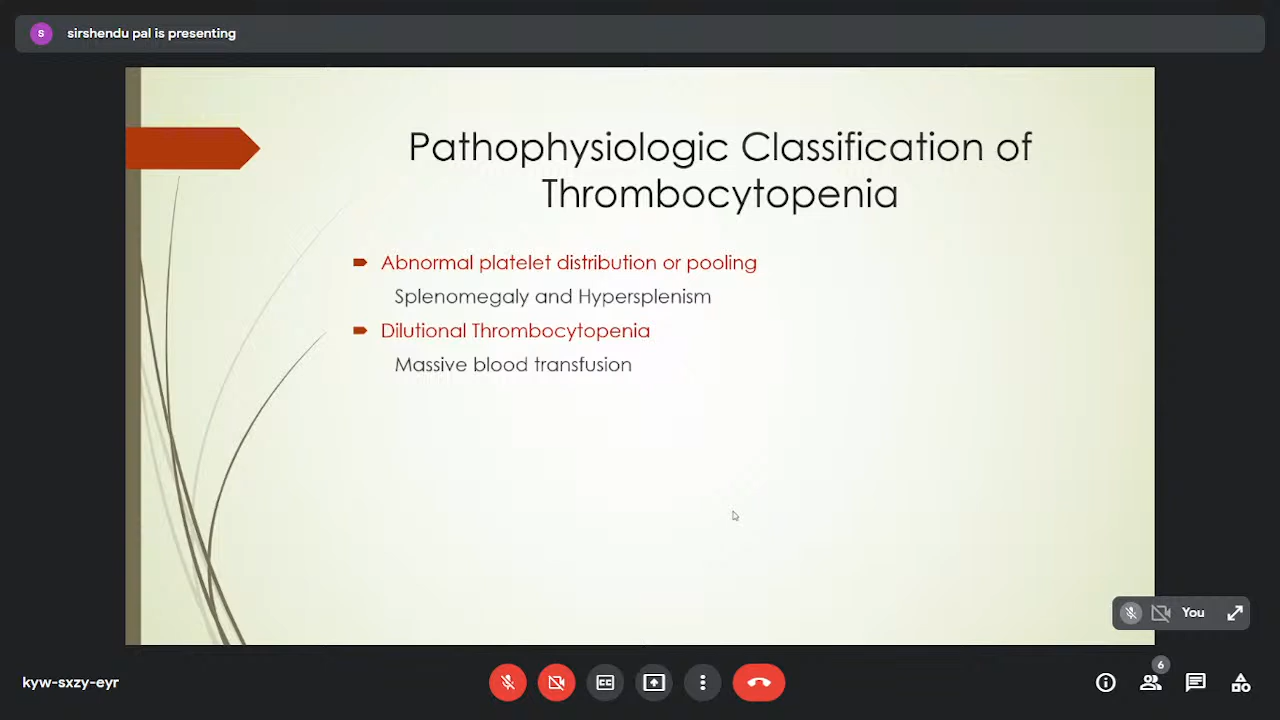 S sirshendu pal is presenting
Pathophysiologic Classification of
Thrombocytopenia
Abnormal platelet distribution or pooling
Splenomegaly and Hypersplenism
Dilutional Thrombocytopenia
Massive blood transfusion
You
6
kyw-sxzy-eyr
CC